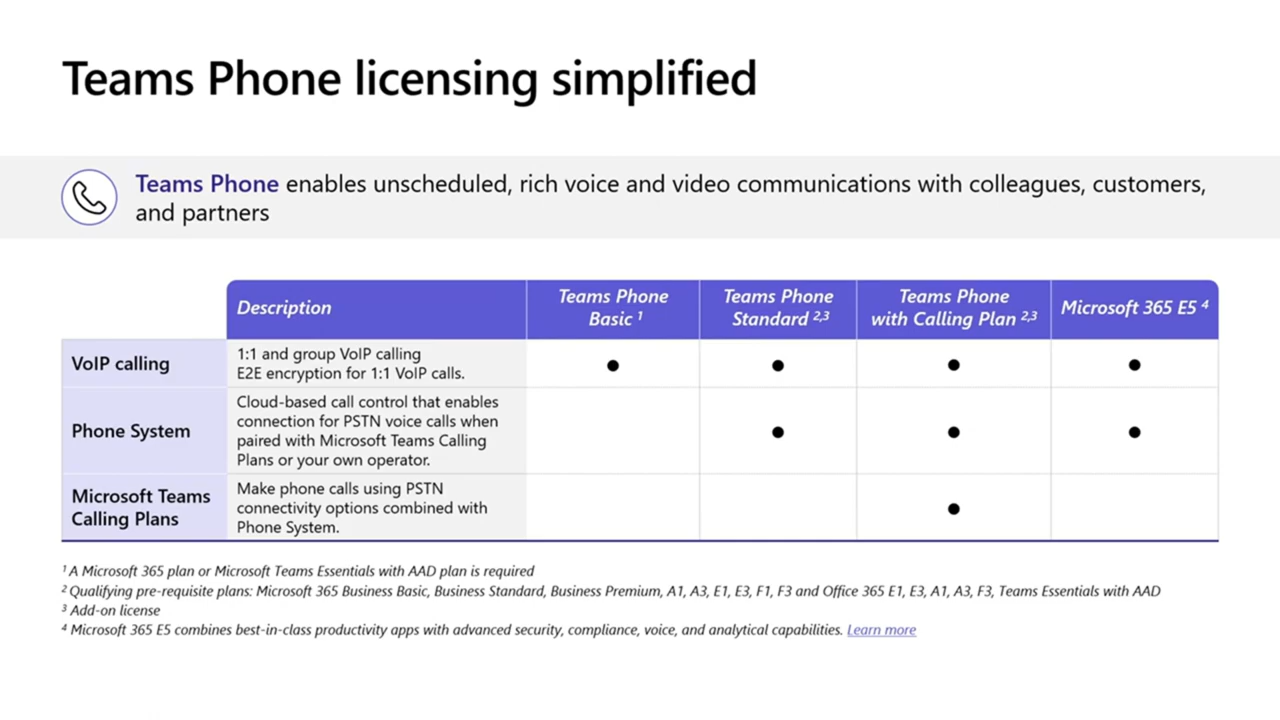 Teams Phone licensing simplified
Teams Phone enables unscheduled, rich voice and video communications with colleagues, customers,
and partners
Description
Teams Phone
Basic ¹
Teams Phone
Standard ²,³
Teams Phone
with Calling Plan ²,³
Microsoft 365 E5 ⁴
VoIP calling
1:1 and group VoIP calling
E2E encryption for 1:1 VoIP calls.
● ● ● ●
Phone System
Cloud-based call control that enables
connection for PSTN voice calls when
paired with Microsoft Teams Calling
Plans or your own operator.
● ● ●
Microsoft Teams
Calling Plans
Make phone calls using PSTN
connectivity options combined with
Phone System.
●
¹ A Microsoft 365 plan or Microsoft Teams Essentials with AAD plan is required
² Qualifying pre-requisite plans: Microsoft 365 Business Basic, Business Standard, Business Premium, A1, A3, E1, E3, F1, F3 and Office 365 E1, E3, A1, A3, F3, Teams Essentials with AAD
³ Add-on license
⁴ Microsoft 365 E5 combines best-in-class productivity apps with advanced security, compliance, voice, and analytical capabilities. Learn more